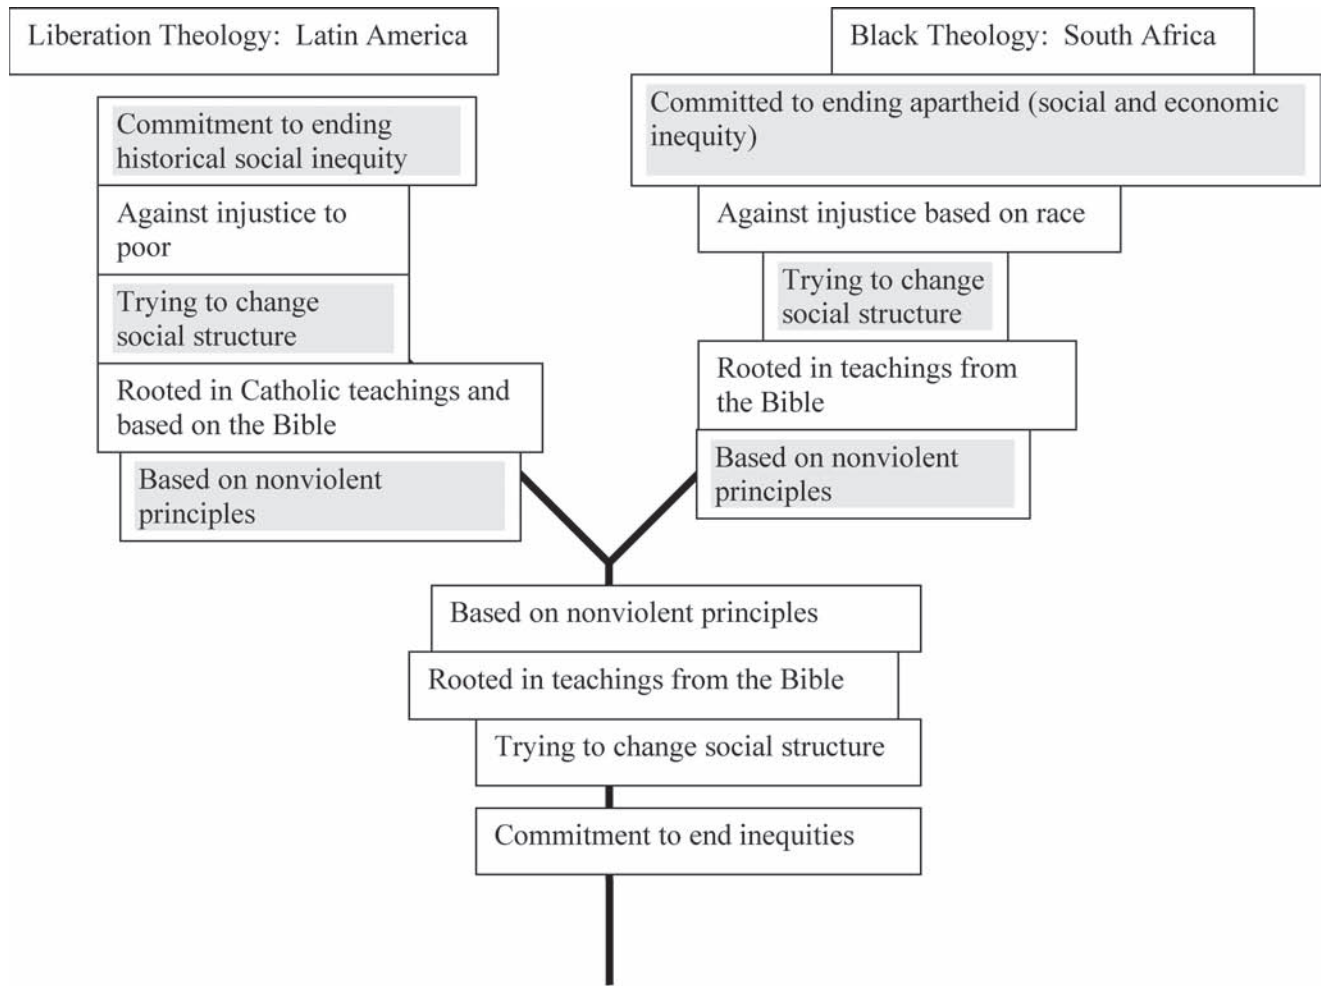 Liberation Theology: Latin America
Commitment to ending
historical social inequity
Against injustice to
poor
Trying to change
social structure
Rooted in Catholic teachings and
based on the Bible
Based on nonviolent
principles
Black Theology: South Africa
Committed to ending apartheid (social and economic
inequity)
Against injustice based on race
Trying to change
social structure
Rooted in teachings from
the Bible
Based on nonviolent
principles
Based on nonviolent principles
Rooted in teachings from the Bible
Trying to change social structure
Commitment to end inequities